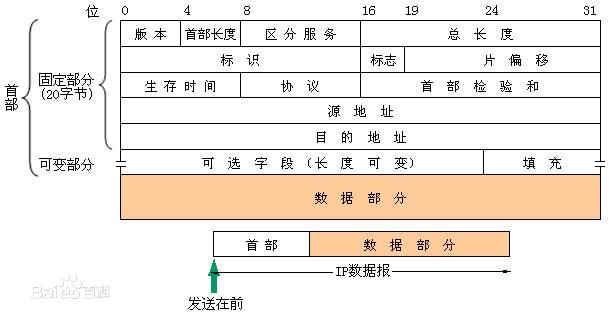 位 0 4 8 16 19 24 31
版 本 首部长度 区 分 服 务 总 长 度
标 识 标志 片 偏 移
生 存 时 间 协 议 首 部 检 验 和
源 地 址
目 的 地 址
可 选 字 段 (长 度 可 变) 填 充
数 据 部 分
首部
固定部分
(20字节)
可变部分
首 部 数 据 部 分
IP数据报
发送在前
Bai百科